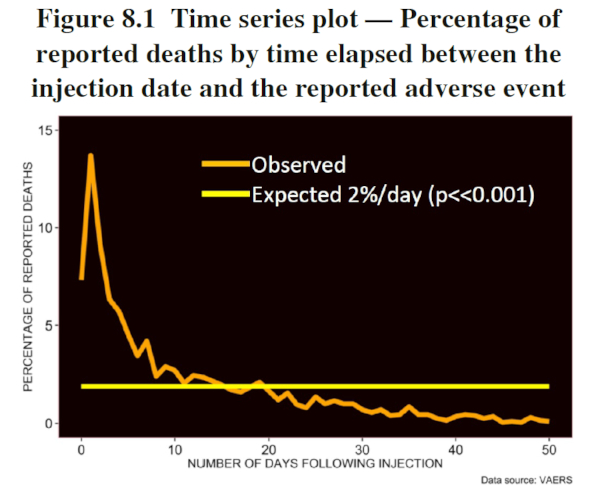 Figure 8.1 Time series plot — Percentage of
reported deaths by time elapsed between the
injection date and the reported adverse event
15
Observed
Expected 2%/day (p<<0.001)
PERCENTAGE OF REPORTED DEATHS
10
5
0
0 10 20 30 40 50
NUMBER OF DAYS FOLLOWING INJECTION
Data source: VAERS